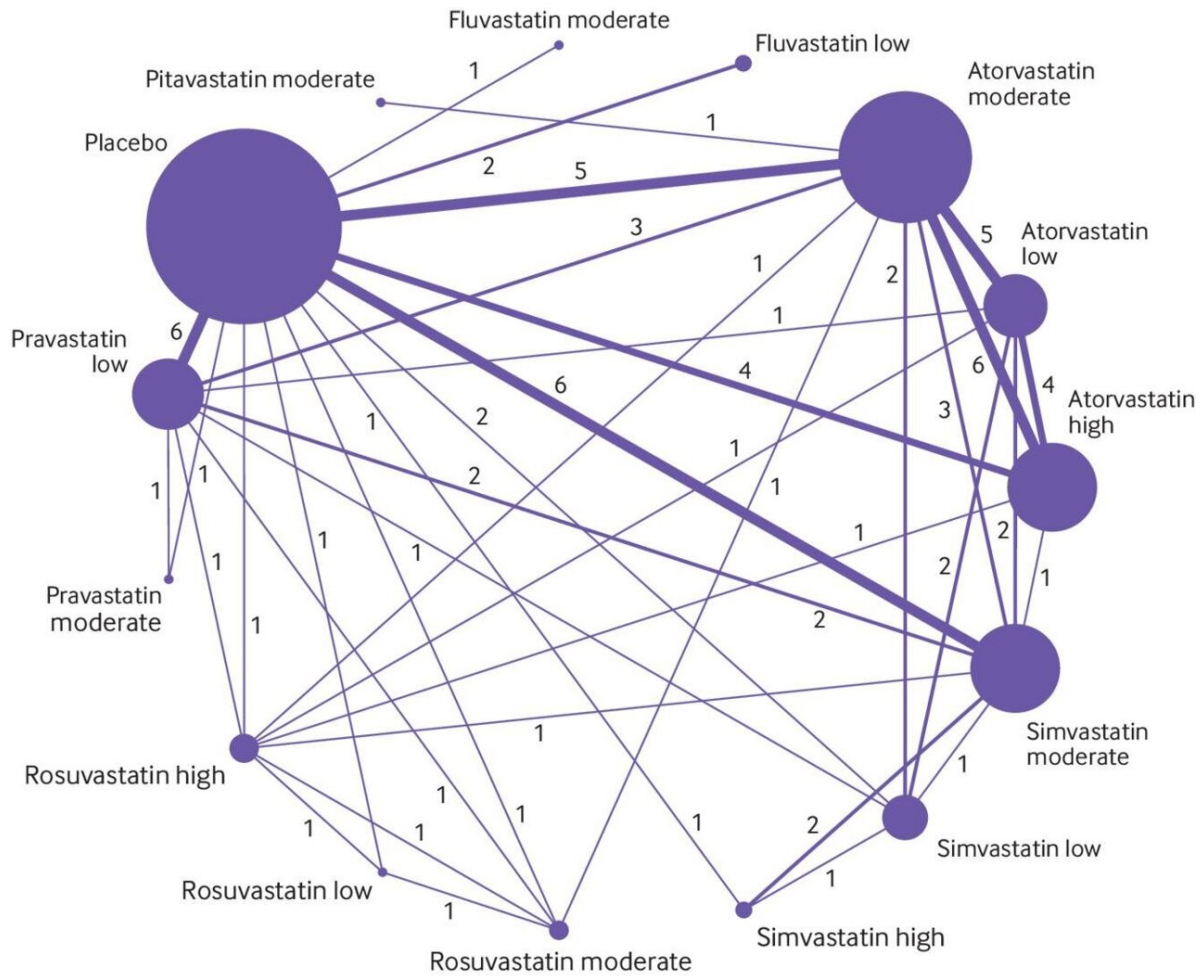 Fluvastatin moderate
Fluvastatin low
Pitavastatin moderate
Atorvastatin
moderate
1
1
Placebo
2
5
3
5
Atorvastatin
low
1
2
1
6
Pravastatin
low
6
4
6
4
Atorvastatin
high
3
1
2
1
2
1
1
1
1
1
1
1
2
1
2
1
Pravastatin
moderate
1
2
1
Simvastatin
moderate
Rosuvastatin high
1
1
1
1
1
1
2
Simvastatin low
1
Rosuvastatin low
1
Simvastatin high
Rosuvastatin moderate